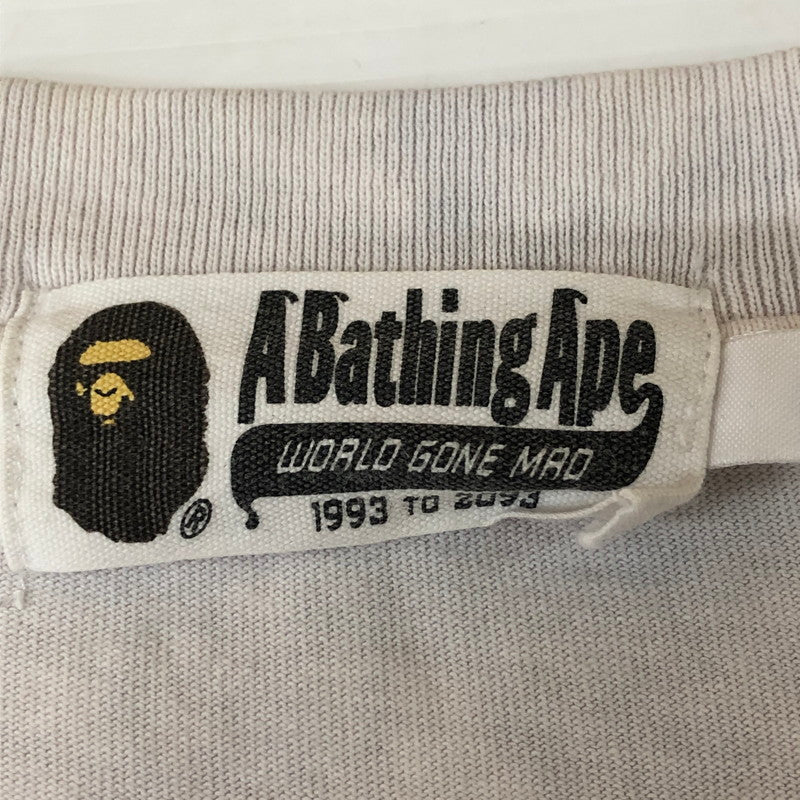 A Bathing Ape
WORLD GONE MAD
1993 TO 2093
®